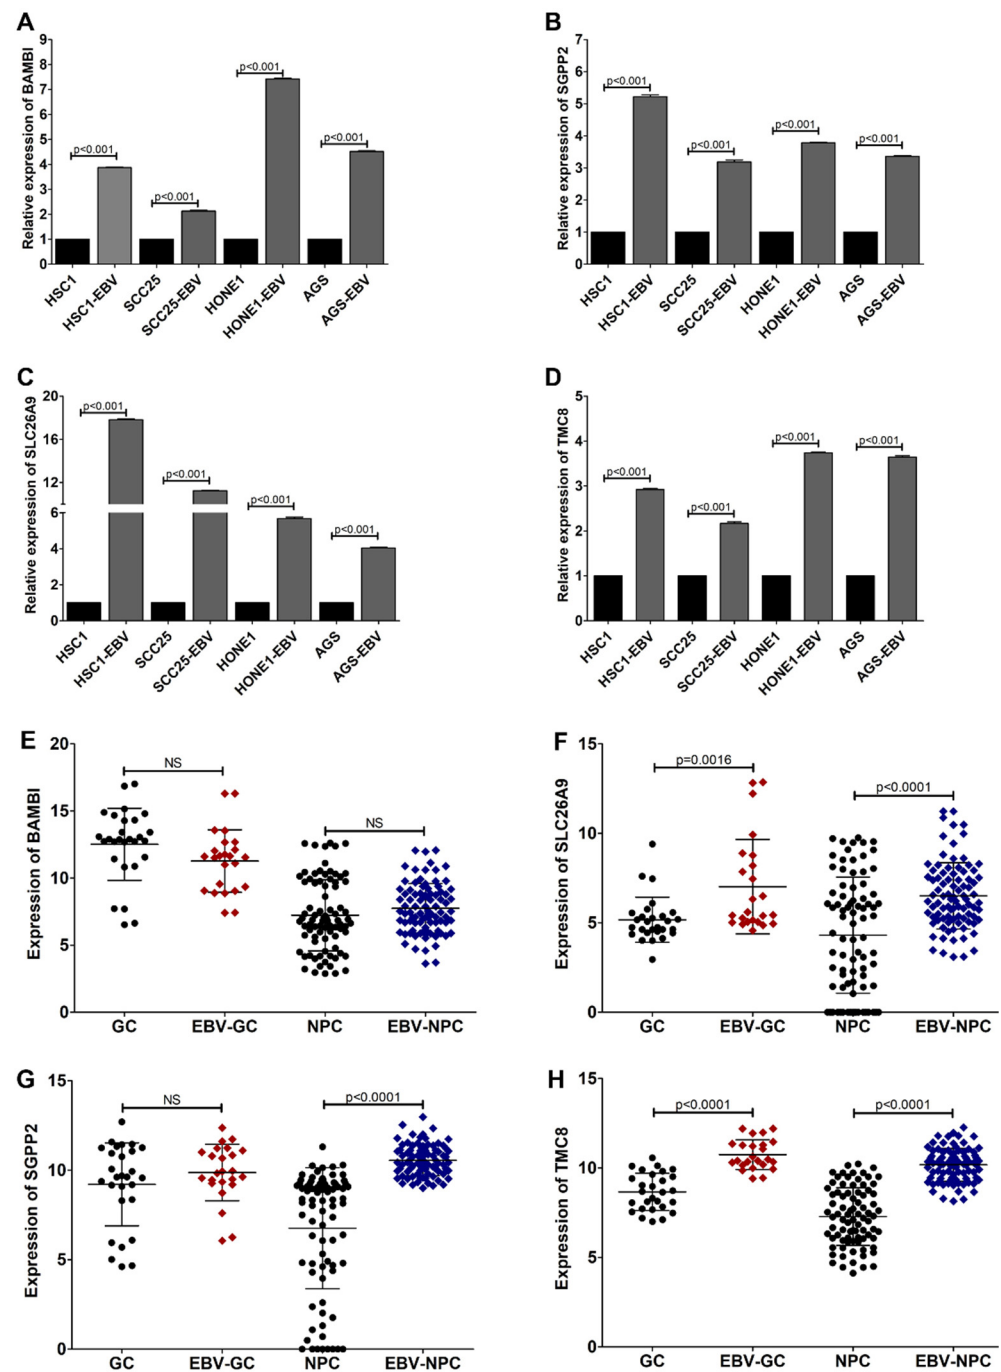 A
Relative expression of BAMBI
9
8
7
6
5
4
3
2
1
0
p<0.001
p<0.001
p<0.001
p<0.001
HSC1
HSC1-EBV
SCC25
SCC25-EBV
HONE1
HONE1-EBV
AGS
AGS-EBV
B
Relative expression of SGPP2
7
6
5
4
3
2
1
0
p<0.001
p<0.001
p<0.001
p<0.001
HSC1
HSC1-EBV
SCC25
SCC25-EBV
HONE1
HONE1-EBV
AGS
AGS-EBV
C
Relative expression of SLC26A9
20
16
12
6
4
2
0
p<0.001
p<0.001
p<0.001
p<0.001
HSC1
HSC1-EBV
SCC25
SCC25-EBV
HONE1
HONE1-EBV
AGS
AGS-EBV
D
Relative expression of TMC8
5
4
3
2
1
0
p<0.001
p<0.001
p<0.001
p<0.001
HSC1
HSC1-EBV
SCC25
SCC25-EBV
HONE1
HONE1-EBV
AGS
AGS-EBV
E
Expression of BAMBI
20
15
10
5
0
NS
NS
GC
EBV-GC
NPC
EBV-NPC
F
Expression of SLC26A9
15
10
5
0
p=0.0016
p<0.0001
GC
EBV-GC
NPC
EBV-NPC
G
Expression of SGPP2
15
10
5
0
NS
p<0.0001
GC
EBV-GC
NPC
EBV-NPC
H
Expression of TMC8
15
10
5
0
p<0.0001
p<0.0001
GC
EBV-GC
NPC
EBV-NPC